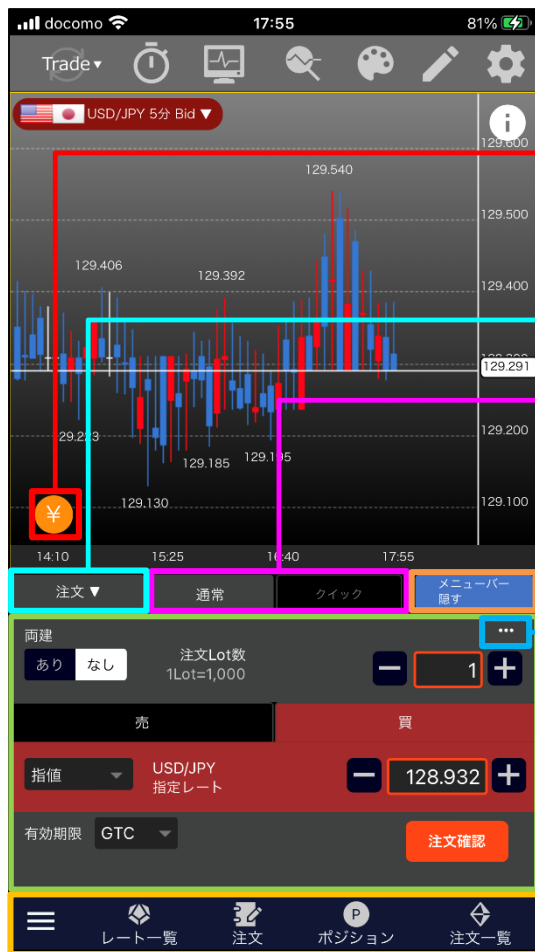 docomo 17:55 81%
Trade▼
USD/JPY 5分 Bid ▼
i
129.600
129.540
129.500
129.406
129.392
129.400
129.291
129.200
129.185
129.130
129.100
¥
14:10 15:25 16:40 17:55
注文▼ 通常 クイック メニューバー
隠す
両建 •••
あり なし 注文Lot数 1
1Lot=1,000
売 買
指値 USD/JPY 128.932
指定レート
有効期限 GTC 注文確認
P
レート一覧 注文 ポジション 注文一覧